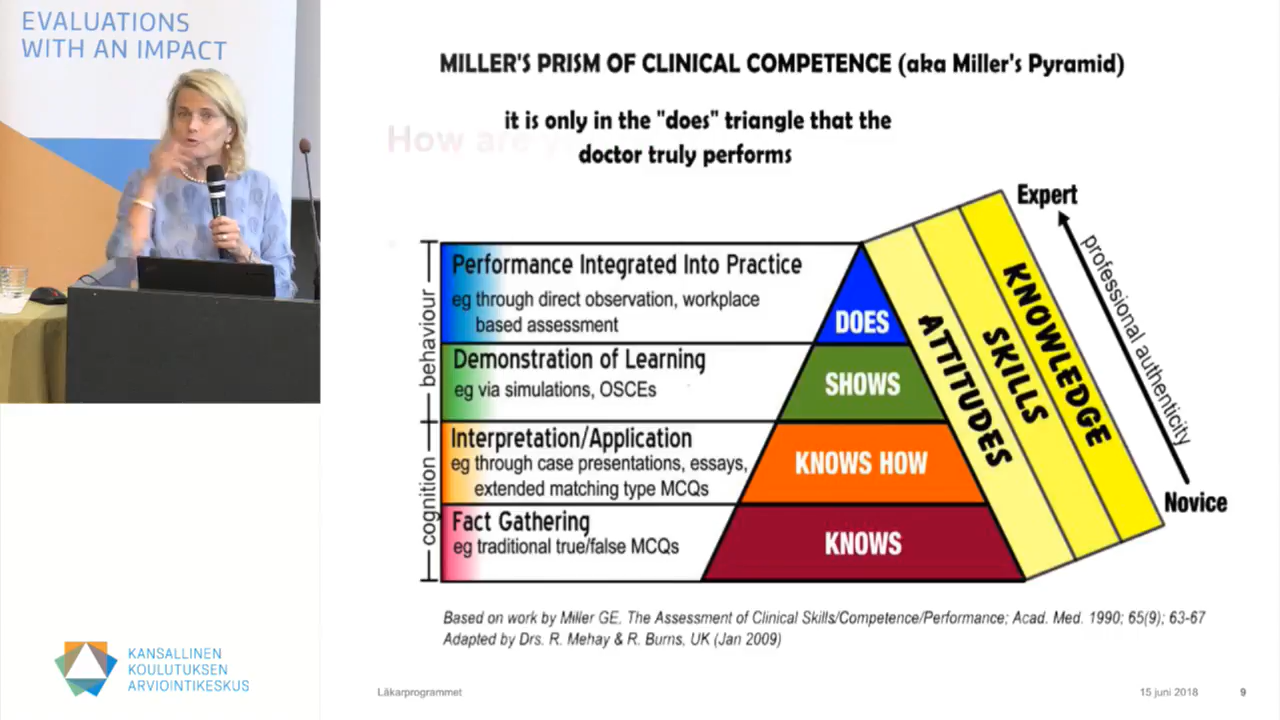 EVALUATIONS
WITH AN IMPACT
MILLER'S PRISM OF CLINICAL COMPETENCE (aka Miller's Pyramid)
it is only in the "does" triangle that the
doctor truly performs
How are y
Expert
professional authenticity
Novice
behaviour
cognition
Performance Integrated Into Practice
eg through direct observation, workplace
based assessment
DOES
Demonstration of Learning
eg via simulations, OSCEs
SHOWS
Interpretation/Application
eg through case presentations, essays,
extended matching type MCQs
KNOWS HOW
Fact Gathering
eg traditional true/false MCQs
KNOWS
ATTITUDES
SKILLS
KNOWLEDGE
Based on work by Miller GE, The Assessment of Clinical Skills/Competence/Performance; Acad. Med. 1990; 65(9); 63-67
Adapted by Drs. R. Mehay & R. Burns, UK (Jan 2009)
KANSALLINEN
KOULUTUKSEN
ARVIOINTIKESKUS
Läkarprogrammet
15 juni 2018
9